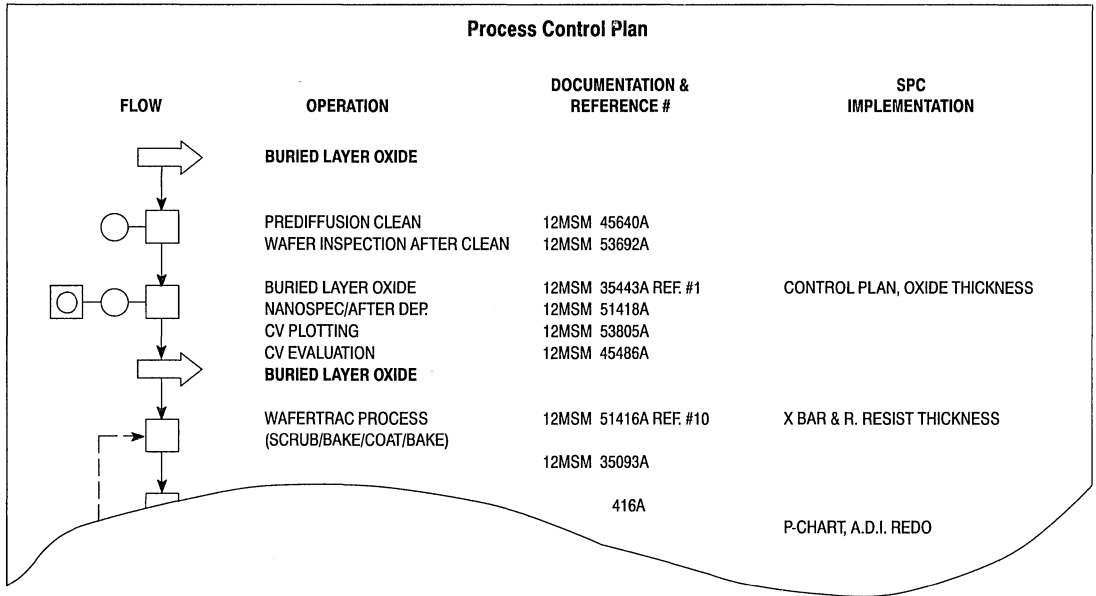 Process Control Plan
FLOW OPERATION DOCUMENTATION & REFERENCE # SPC IMPLEMENTATION
BURIED LAYER OXIDE
PREDIFFUSION CLEAN 12MSM 45640A
WAFER INSPECTION AFTER CLEAN 12MSM 53692A
BURIED LAYER OXIDE 12MSM 35443A REF. #1 CONTROL PLAN, OXIDE THICKNESS
NANOSPEC/AFTER DEP. 12MSM 51418A
CV PLOTTING 12MSM 53805A
CV EVALUATION 12MSM 45486A
BURIED LAYER OXIDE
WAFERTRAC PROCESS 12MSM 51416A REF. #10 X BAR & R. RESIST THICKNESS
(SCRUB/BAKE/COAT/BAKE)
12MSM 35093A
416A
P-CHART, A.D.I. REDO